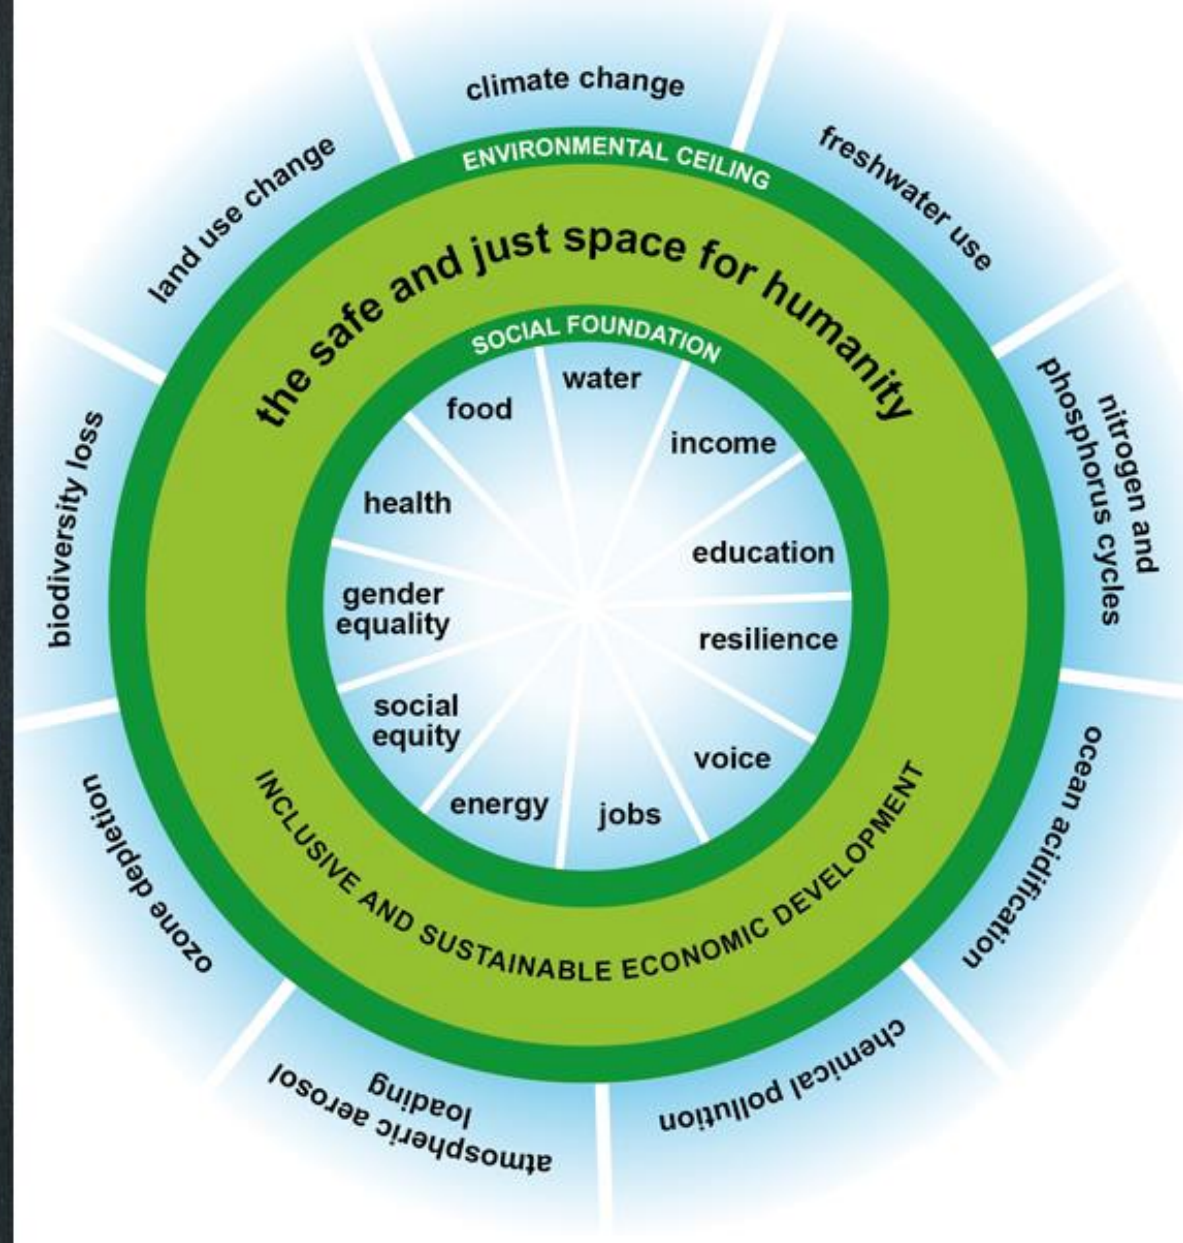 climate change
freshwater use
nitrogen and
phosphorus cycles
ocean acidification
chemical pollution
atmospheric aerosol
loading
ozone depletion
biodiversity loss
land use change
ENVIRONMENTAL CEILING
the safe and just space for humanity
SOCIAL FOUNDATION
water
income
education
resilience
voice
jobs
energy
social
equity
gender
equality
health
food
INCLUSIVE AND SUSTAINABLE ECONOMIC DEVELOPMENT